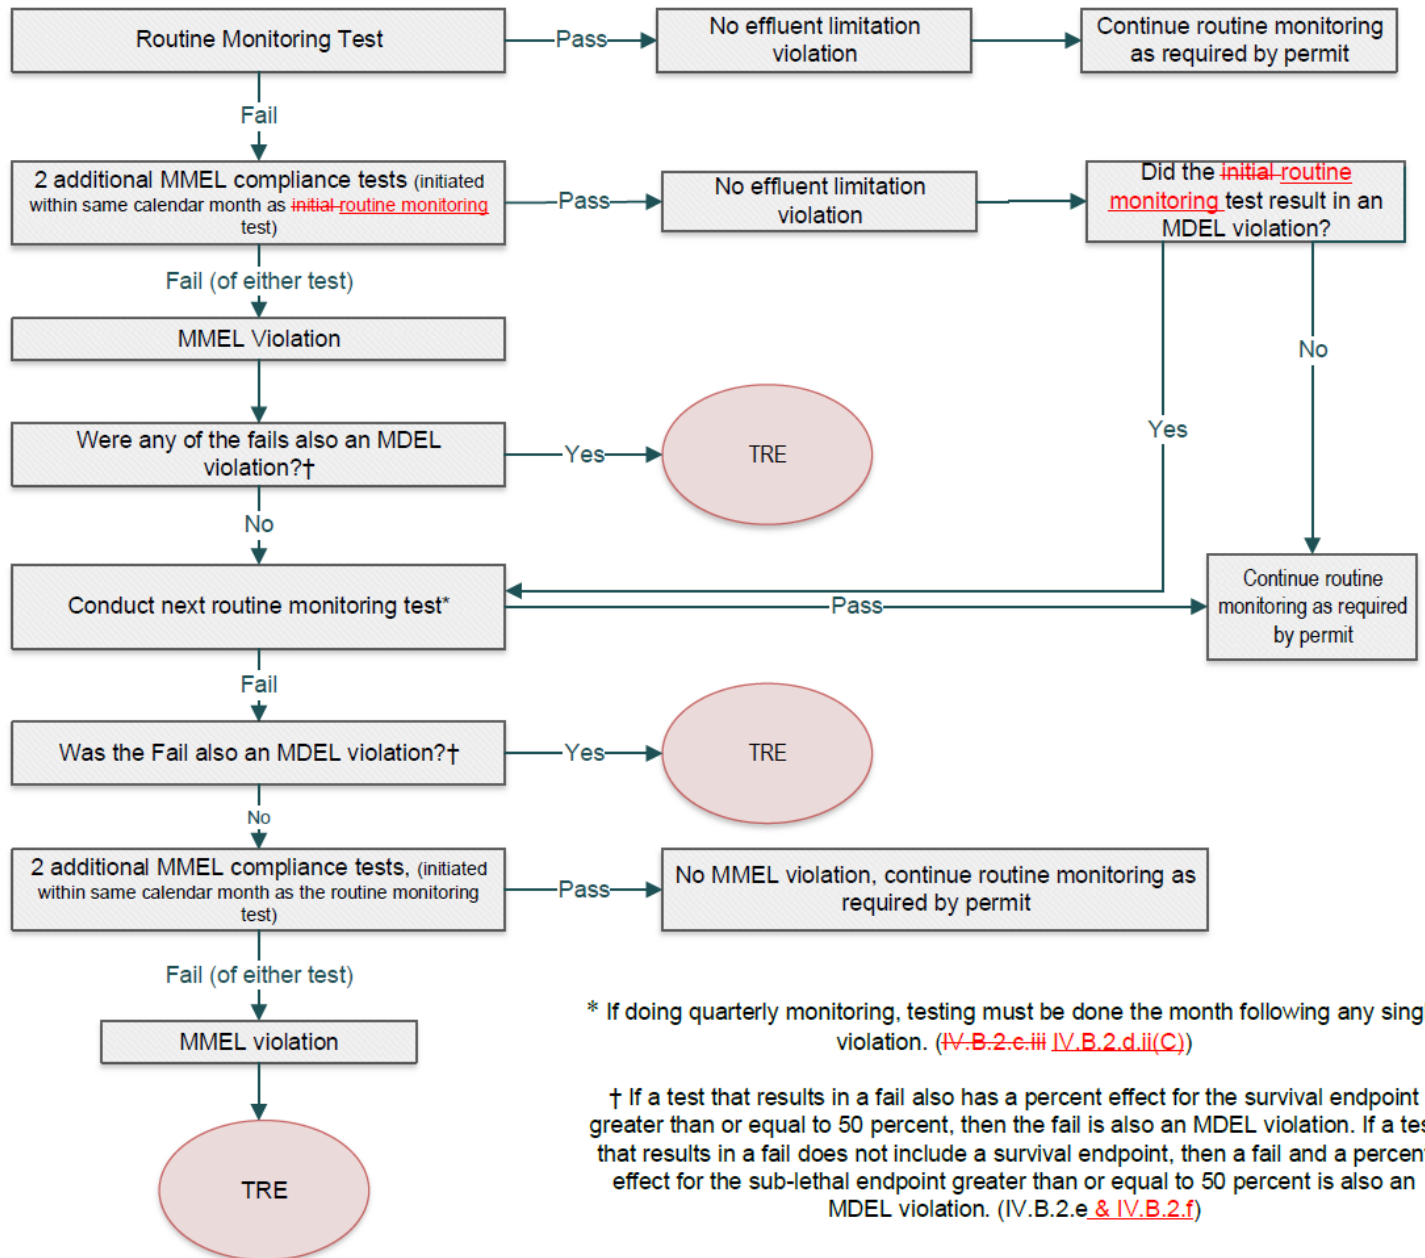 Routine Monitoring Test
Pass
No effluent limitation
violation
Continue routine monitoring
as required by permit
Fail
2 additional MMEL compliance tests (initiated
within same calendar month as initial routine monitoring
test)
Pass
No effluent limitation
violation
Did the initial routine
monitoring test result in an
MDEL violation?
Fail (of either test)
MMEL Violation
No
Yes
Were any of the fails also an MDEL
violation?†
Yes
TRE
No
Conduct next routine monitoring test*
Pass
Continue routine
monitoring as required
by permit
Fail
Was the Fail also an MDEL violation?†
Yes
TRE
No
2 additional MMEL compliance tests, (initiated
within same calendar month as the routine monitoring
test)
Pass
No MMEL violation, continue routine monitoring as
required by permit
Fail (of either test)
MMEL violation
TRE
* If doing quarterly monitoring, testing must be done the month following any singl
violation. (IV.B.2.c.iii IV.B.2.d.ii(C))
† If a test that results in a fail also has a percent effect for the survival endpoint
greater than or equal to 50 percent, then the fail is also an MDEL violation. If a tes
that results in a fail does not include a survival endpoint, then a fail and a percent
effect for the sub-lethal endpoint greater than or equal to 50 percent is also an
MDEL violation. (IV.B.2.e & IV.B.2.f)